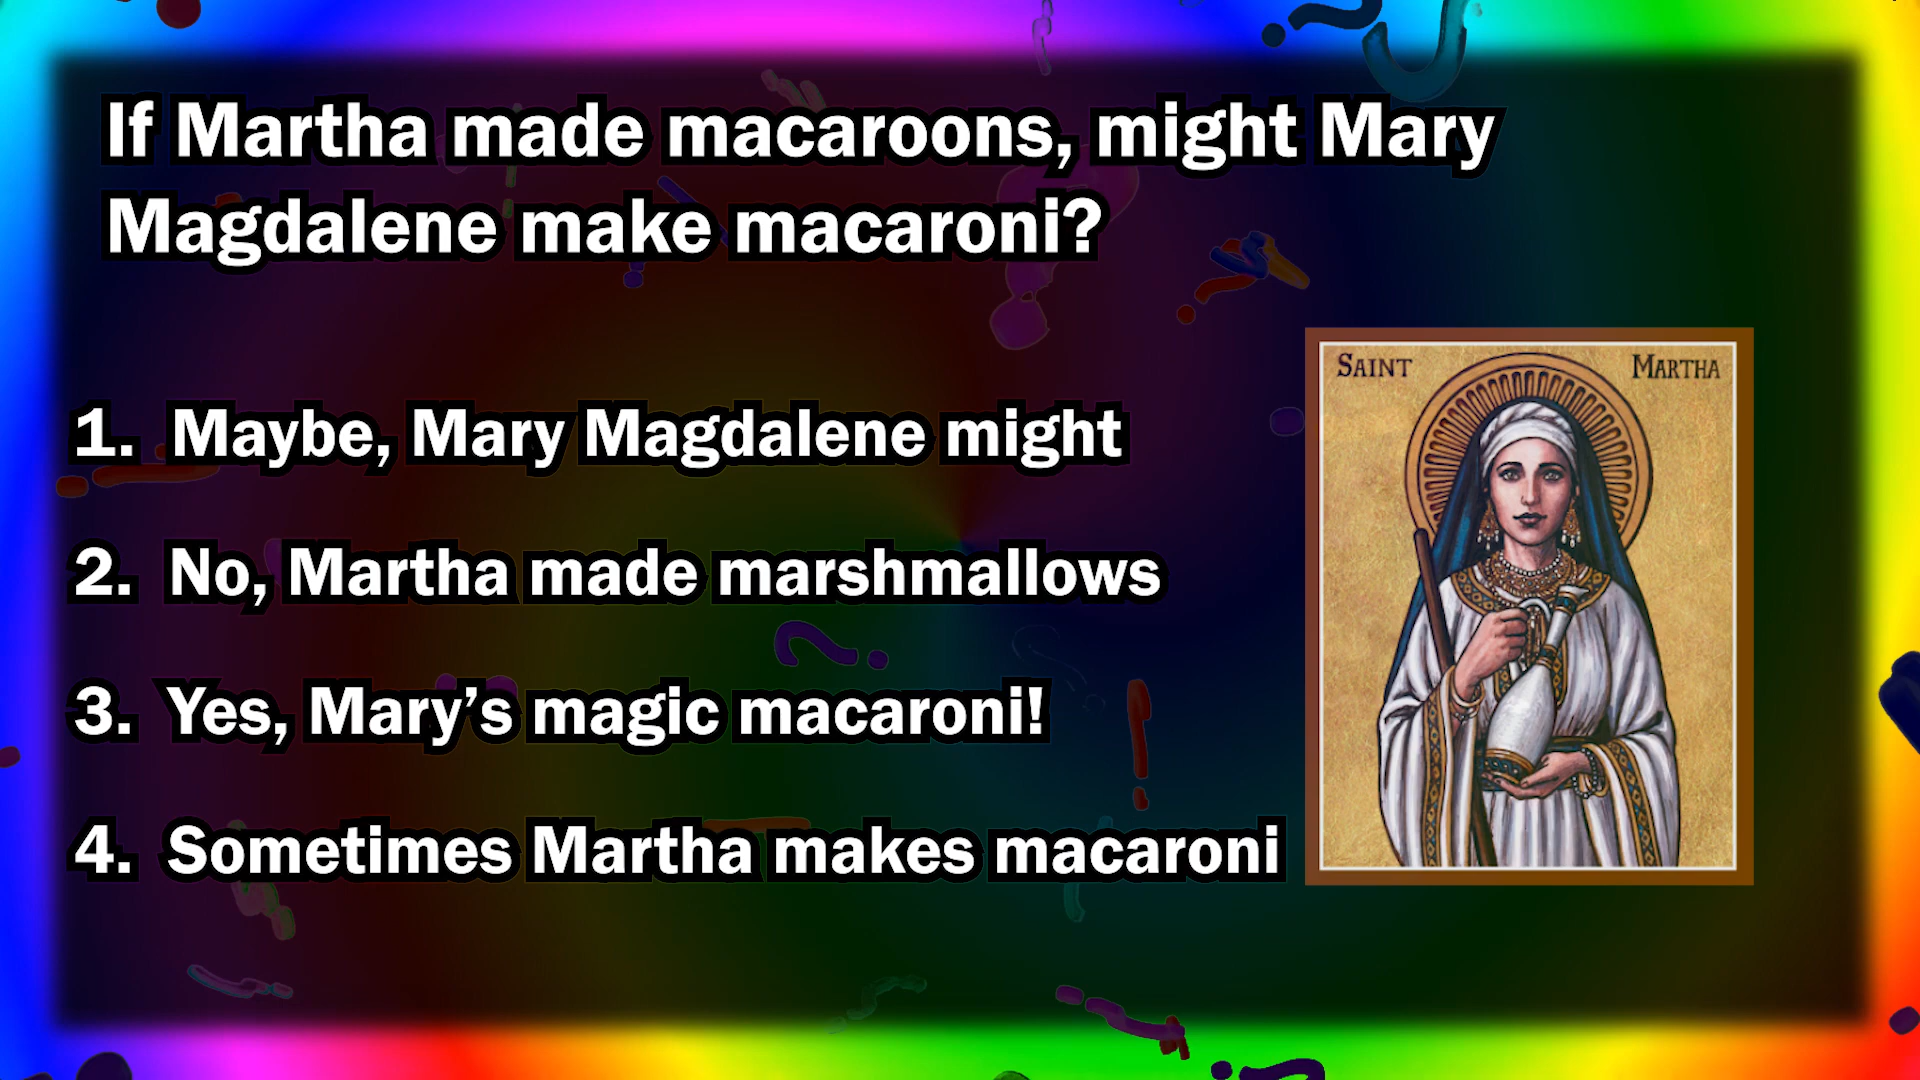 If Martha made macaroons, might Mary
Magdalene make macaroni?
1. Maybe, Mary Magdalene might
2. No, Martha made marshmallows
3. Yes, Mary’s magic macaroni!
4. Sometimes Martha makes macaroni
SAINT MARTHA